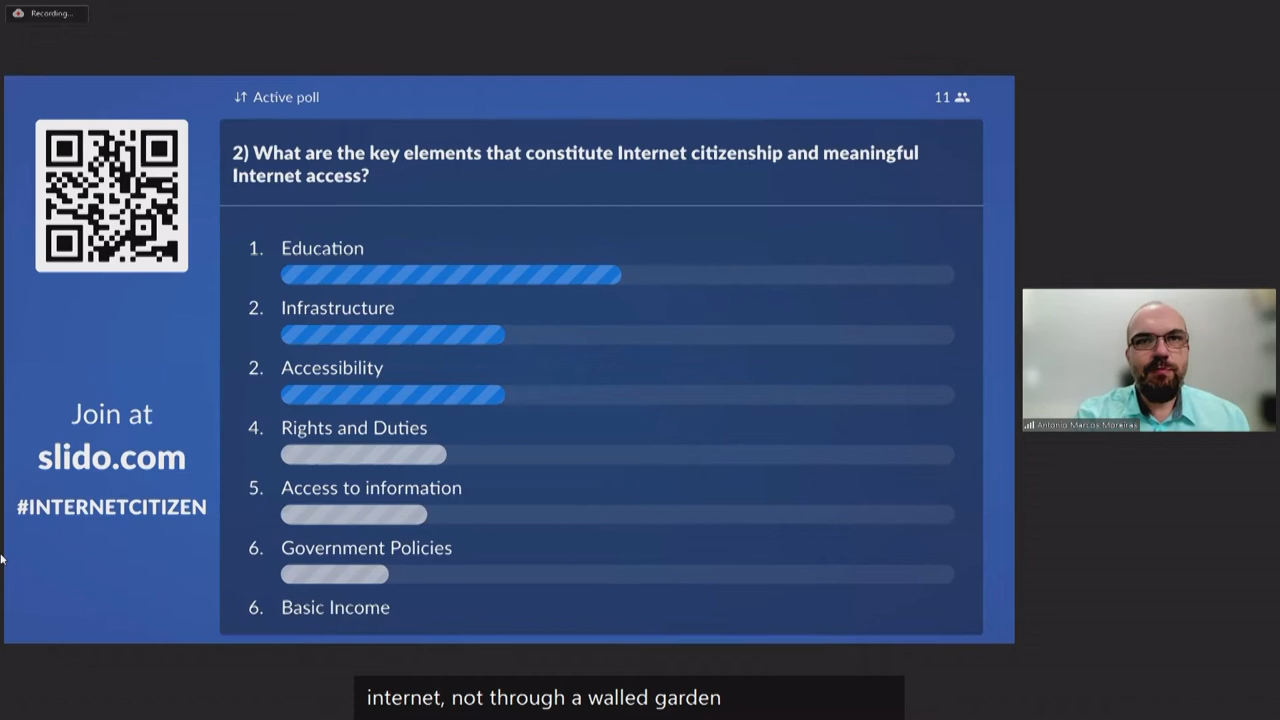 Recording...
Active poll
11
2) What are the key elements that constitute Internet citizenship and meaningful
Internet access?
1. Education
2. Infrastructure
2. Accessibility
4. Rights and Duties
5. Access to information
6. Government Policies
6. Basic Income
Join at
slido.com
#INTERNETCITIZEN
Antonio Marcos Moreiras
internet, not through a walled garden